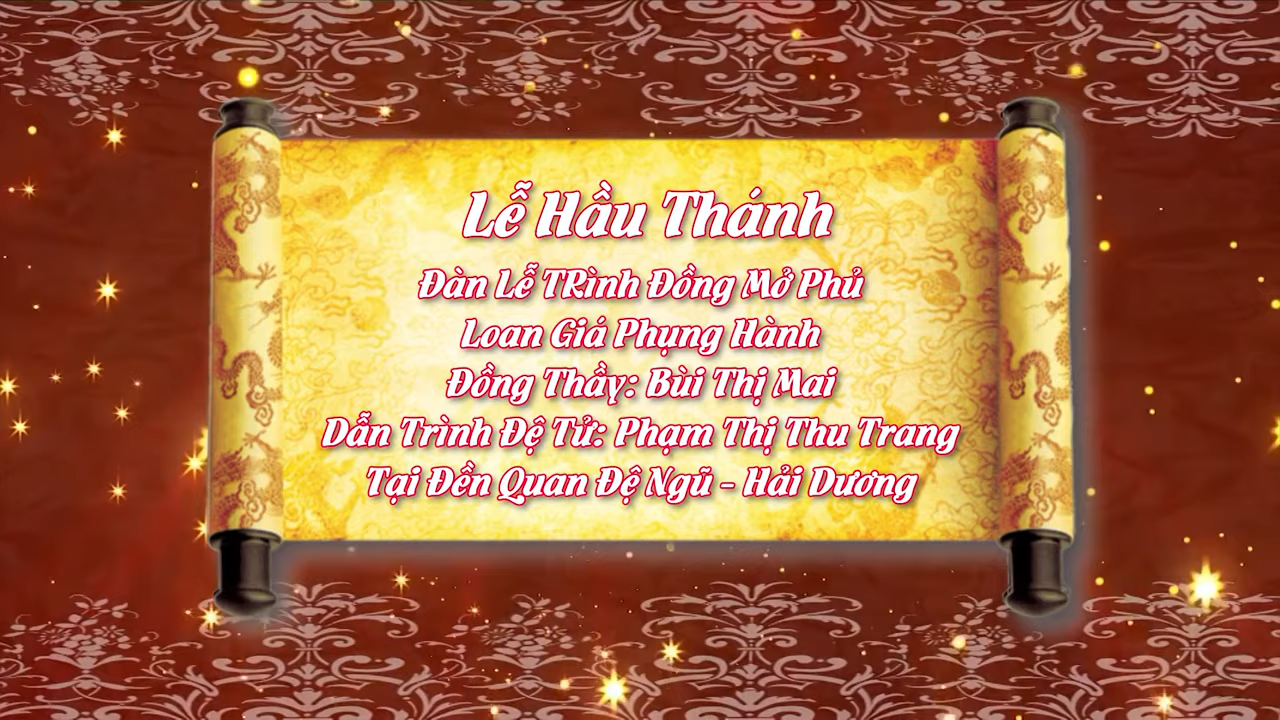 Lễ Hầu Thánh
Đàn Lễ TRình Đồng Mở Phủ
Loan Giá Phụng Hành
Đồng Thầy: Bùi Thị Mai
Dẫn Trình Đệ Tử: Phạm Thị Thu Trang
Tại Đền Quan Đệ Ngũ - Hải Dương